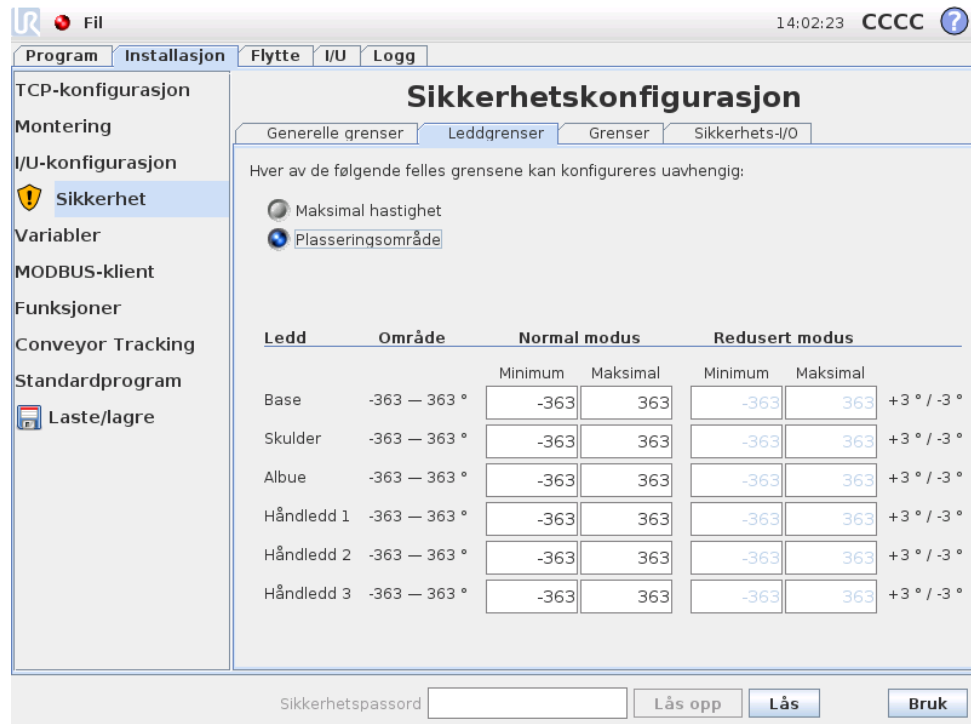 UR Fil 14:02:23 CCCC ?
Program Installasjon Flytte I/U Logg
TCP-konfigurasjon
Montering
I/U-konfigurasjon
Sikkerhet
Variabler
MODBUS-klient
Funksjoner
Conveyor Tracking
Standardprogram
Laste/lagre
Sikkerhetskonfigurasjon
Generelle grenser Leddgrenser Grenser Sikkerhets-I/O
Hver av de følgende felles grensene kan konfigureres uavhengig:
Maksimal hastighet
Plasseringsområde
Ledd Område Normal modus Redusert modus
Minimum Maksimal Minimum Maksimal
Base -363 — 363 ° -363 363 -363 363 +3 ° / -3 °
Skulder -363 — 363 ° -363 363 -363 363 +3 ° / -3 °
Albue -363 — 363 ° -363 363 -363 363 +3 ° / -3 °
Håndledd 1 -363 — 363 ° -363 363 -363 363 +3 ° / -3 °
Håndledd 2 -363 — 363 ° -363 363 -363 363 +3 ° / -3 °
Håndledd 3 -363 — 363 ° -363 363 -363 363 +3 ° / -3 °
Sikkerhetspassord Lås opp Lås Bruk